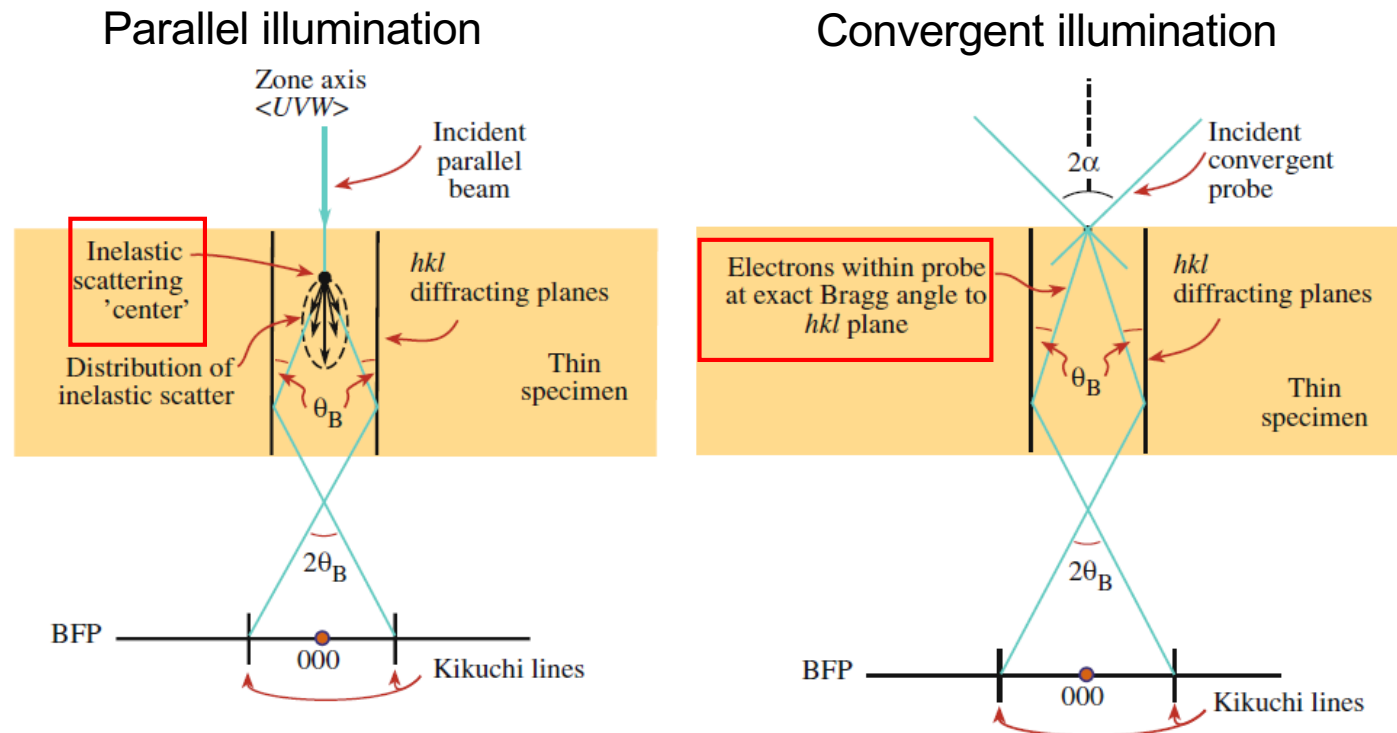 Parallel illumination
Zone axis
<UVW>
Incident
parallel
beam
Inelastic
scattering
'center'
hkl
diffracting planes
Distribution of
inelastic scatter
Thin
specimen
θB
2θB
BFP
000
Kikuchi lines
Convergent illumination
2α
Incident
convergent
probe
Electrons within probe
at exact Bragg angle to
hkl plane
hkl
diffracting planes
θB
Thin
specimen
2θB
BFP
000
Kikuchi lines